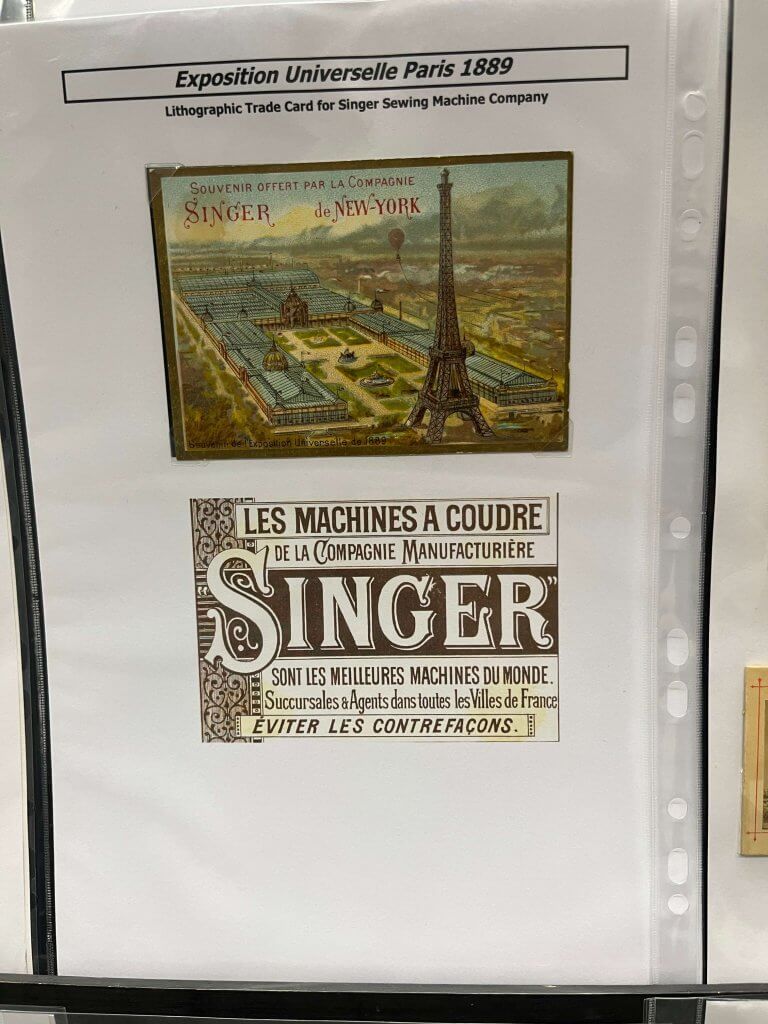 Exposition Universelle Paris 1889
Lithographic Trade Card for Singer Sewing Machine Company
SOUVENIR OFFERT PAR LA COMPAGNIE
SINGER de NEW-YORK
Souvenir de l'Exposition Universelle de 1889
LES MACHINES A COUDRE
DE LA COMPAGNIE MANUFACTURIÈRE
SINGER"
SONT LES MEILLEURES MACHINES DU MONDE.
Succursales & Agents dans toutes les Villes de France
ÉVITER LES CONTREFAÇONS.